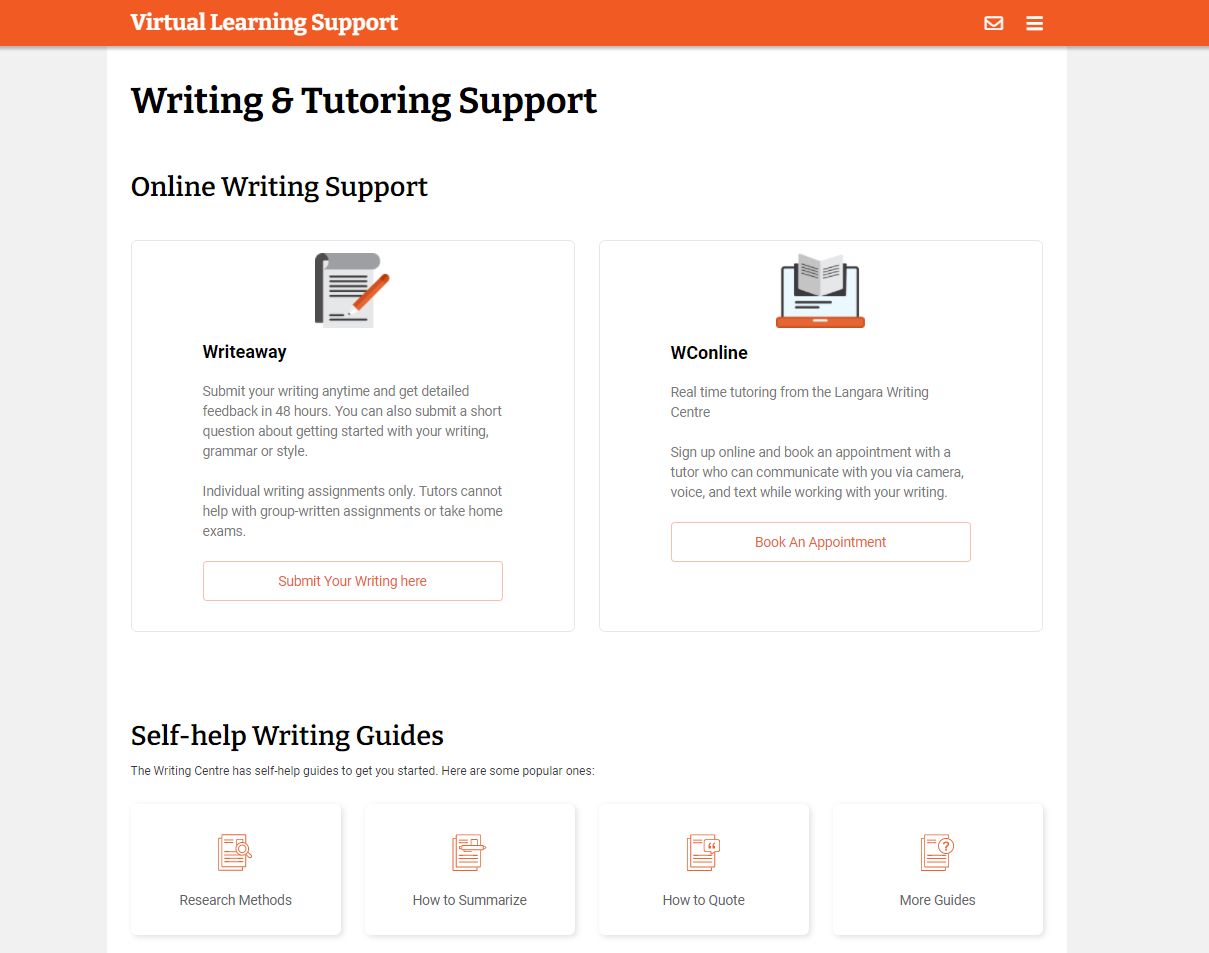 Virtual Learning Support
Writing & Tutoring Support
Online Writing Support
Writeaway
Submit your writing anytime and get detailed
feedback in 48 hours. You can also submit a short
question about getting started with your writing,
grammar or style.
Individual writing assignments only. Tutors cannot
help with group-written assignments or take home
exams.
Submit Your Writing here
WConline
Real time tutoring from the Langara Writing
Centre
Sign up online and book an appointment with a
tutor who can communicate with you via camera,
voice, and text while working with your writing.
Book An Appointment
Self-help Writing Guides
The Writing Centre has self-help guides to get you started. Here are some popular ones:
Research Methods
How to Summarize
How to Quote
More Guides